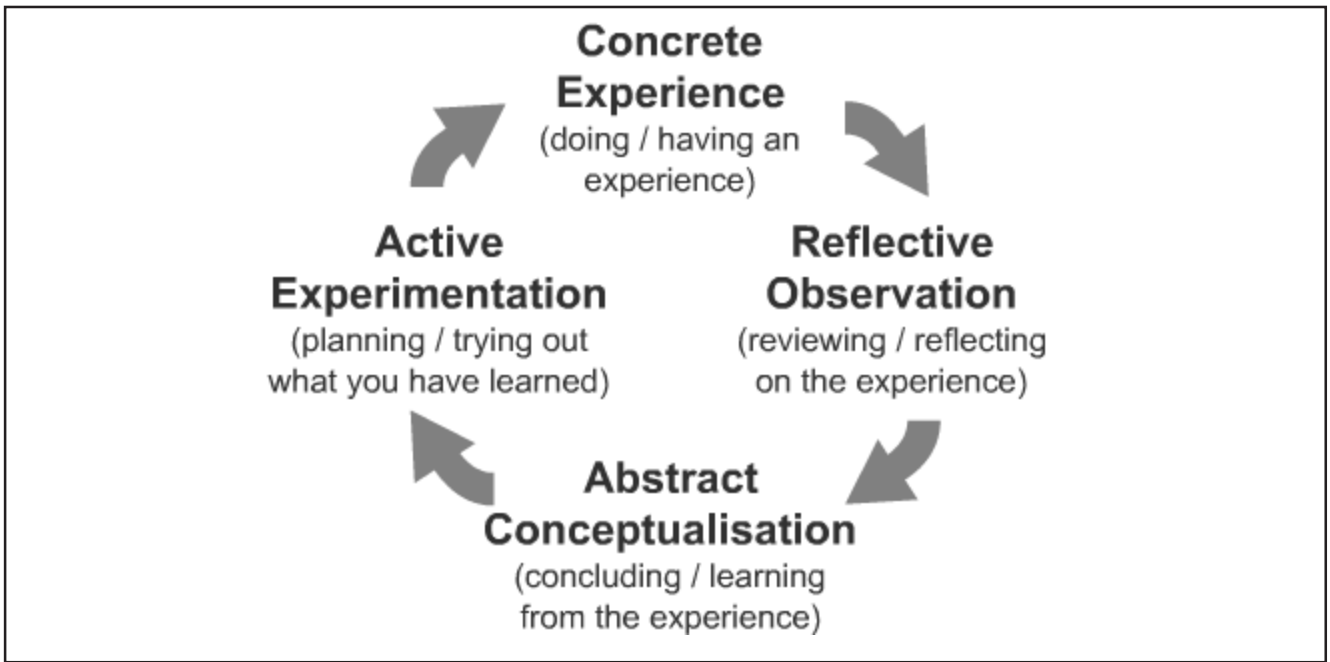 Concrete
Experience
(doing / having an
experience)
Reflective
Observation
(reviewing / reflecting
on the experience)
Abstract
Conceptualisation
(concluding / learning
from the experience)
Active
Experimentation
(planning / trying out
what you have learned)